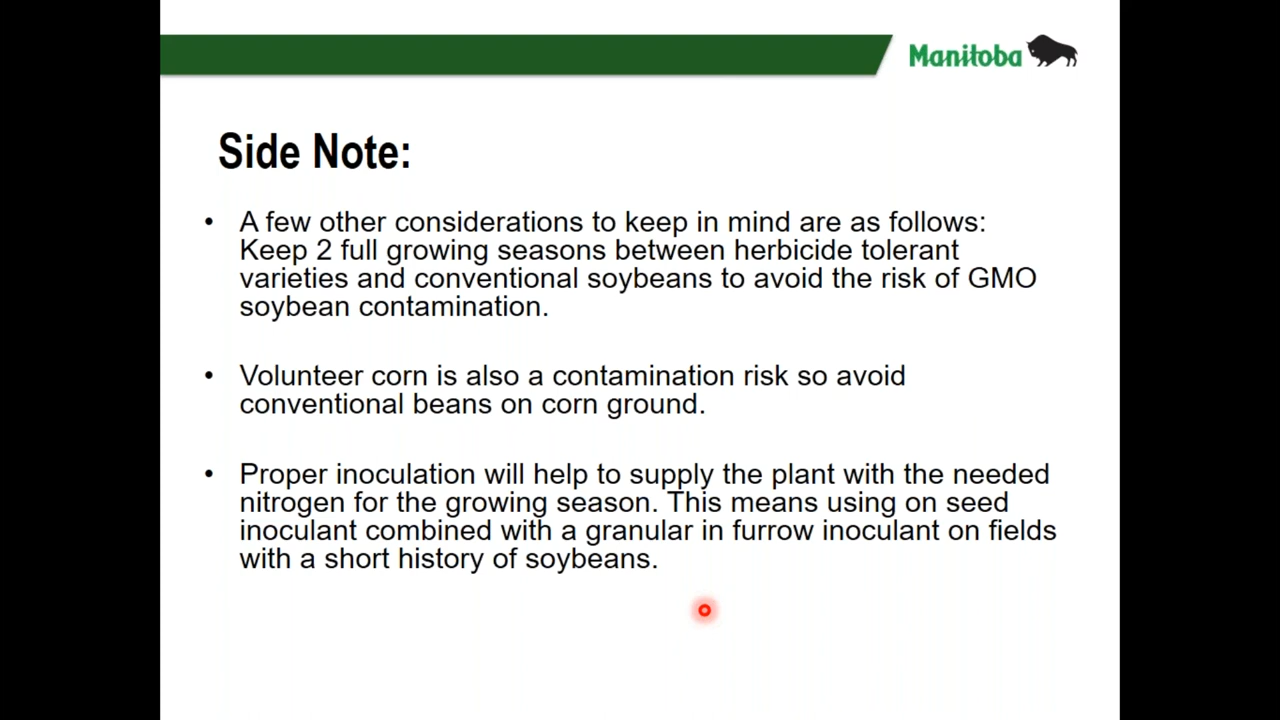 Manitoba
Side Note:
• A few other considerations to keep in mind are as follows:
Keep 2 full growing seasons between herbicide tolerant
varieties and conventional soybeans to avoid the risk of GMO
soybean contamination.
• Volunteer corn is also a contamination risk so avoid
conventional beans on corn ground.
• Proper inoculation will help to supply the plant with the needed
nitrogen for the growing season. This means using on seed
inoculant combined with a granular in furrow inoculant on fields
with a short history of soybeans.